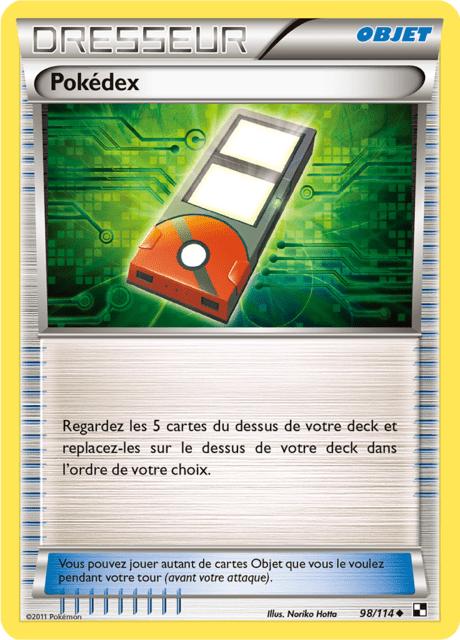 DRESSEUR
OBJET
Pokédex
Regardez les 5 cartes du dessus de votre deck et
replacez-les sur le dessus de votre deck dans
l'ordre de votre choix.
Vous pouvez jouer autant de cartes Objet que vous le voulez
pendant votre tour (avant votre attaque).
©2011 Pokémon
Illus. Noriko Hotta
98/114